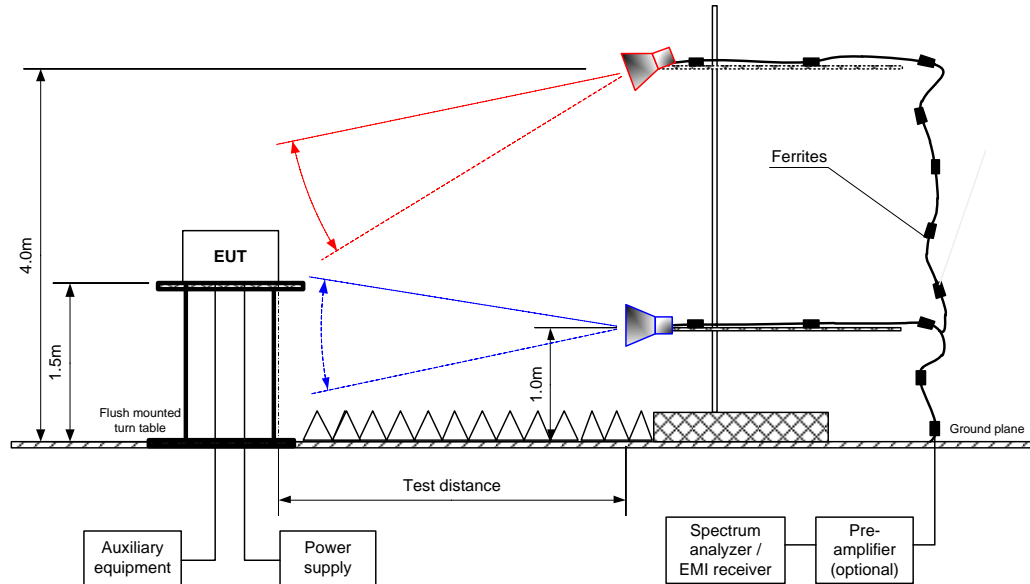 Ferrites
4.0m
EUT
1.5m
1.0m
Flush mounted
turn table
Ground plane
Test distance
Auxiliary
equipment
Power
supply
Spectrum
analyzer /
EMI receiver
Pre-
amplifier
(optional)